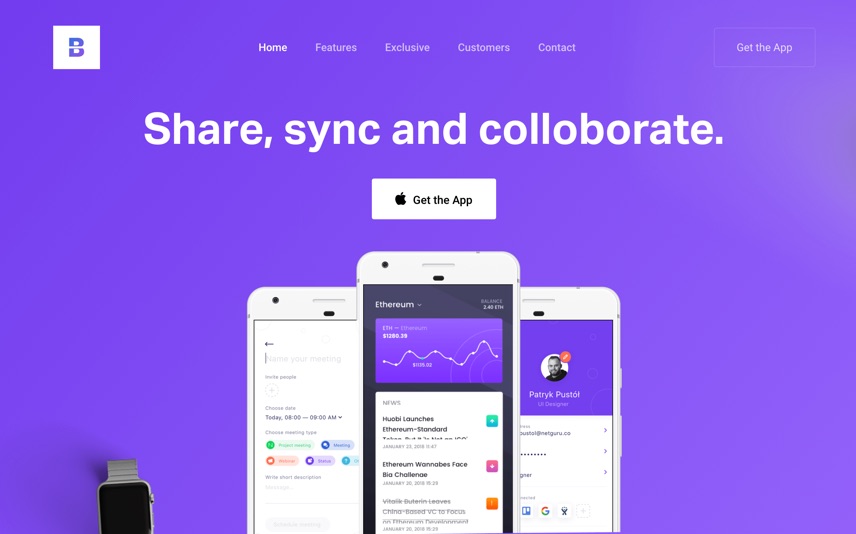 B
Home
Features
Exclusive
Customers
Contact
Get the App
Share, sync and colloborate.
Get the App
Name your meeting
Invite people
Choose date
Today, 08:00 — 09:00 AM
Choose meeting type
Project meeting
Meeting
Webinar
Status
Write short description
Messages
Schedule meeting
Ethereum
BALANCE
2.40 ETH
ETH — Ethereum
$1280.39
$1105.02
NEWS
Huobi Launches
Ethereum-Standard
Token, But It Is Not an 'ICO'
JANUARY 23, 2018 11:47
Ethereum Wannabes Face
Big Challenge
JANUARY 20, 2018 15:25
Vitalik Buterin Leaves
China-Based VC to Focus
on Ethereum Development
JANUARY 20, 2018 15:25
Patryk Pustół
UI Designer
pustol@netguru.co